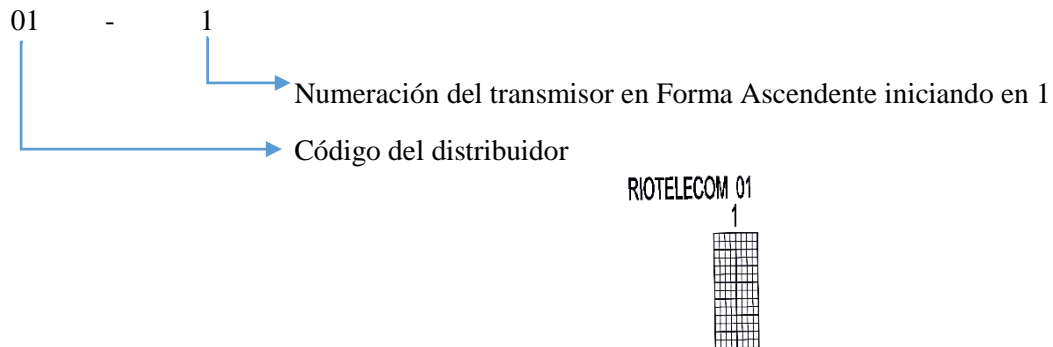 01 - 1
Numeración del transmisor en Forma Ascendente iniciando en 1
Código del distribuidor
RIOTELECOM 01
1